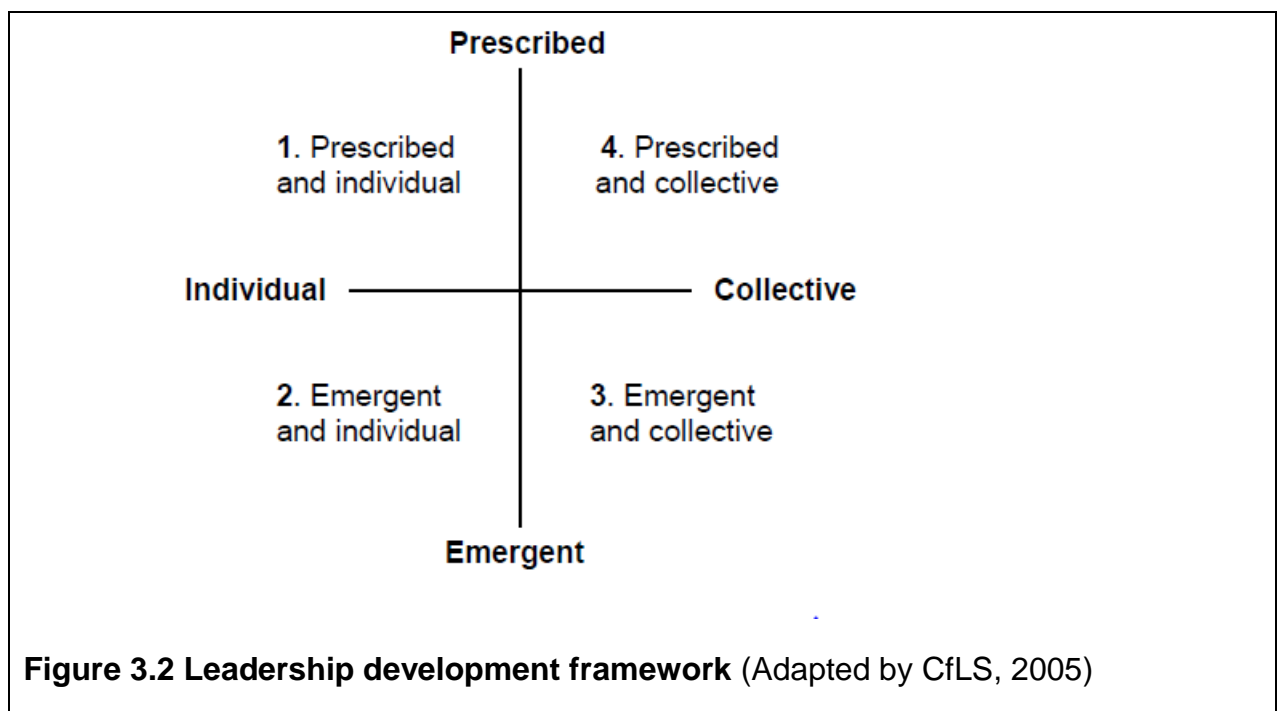 Prescribed
1. Prescribed
and individual
4. Prescribed
and collective
Individual
Collective
2. Emergent
and individual
3. Emergent
and collective
Emergent
Figure 3.2 Leadership development framework (Adapted by CfLS, 2005)